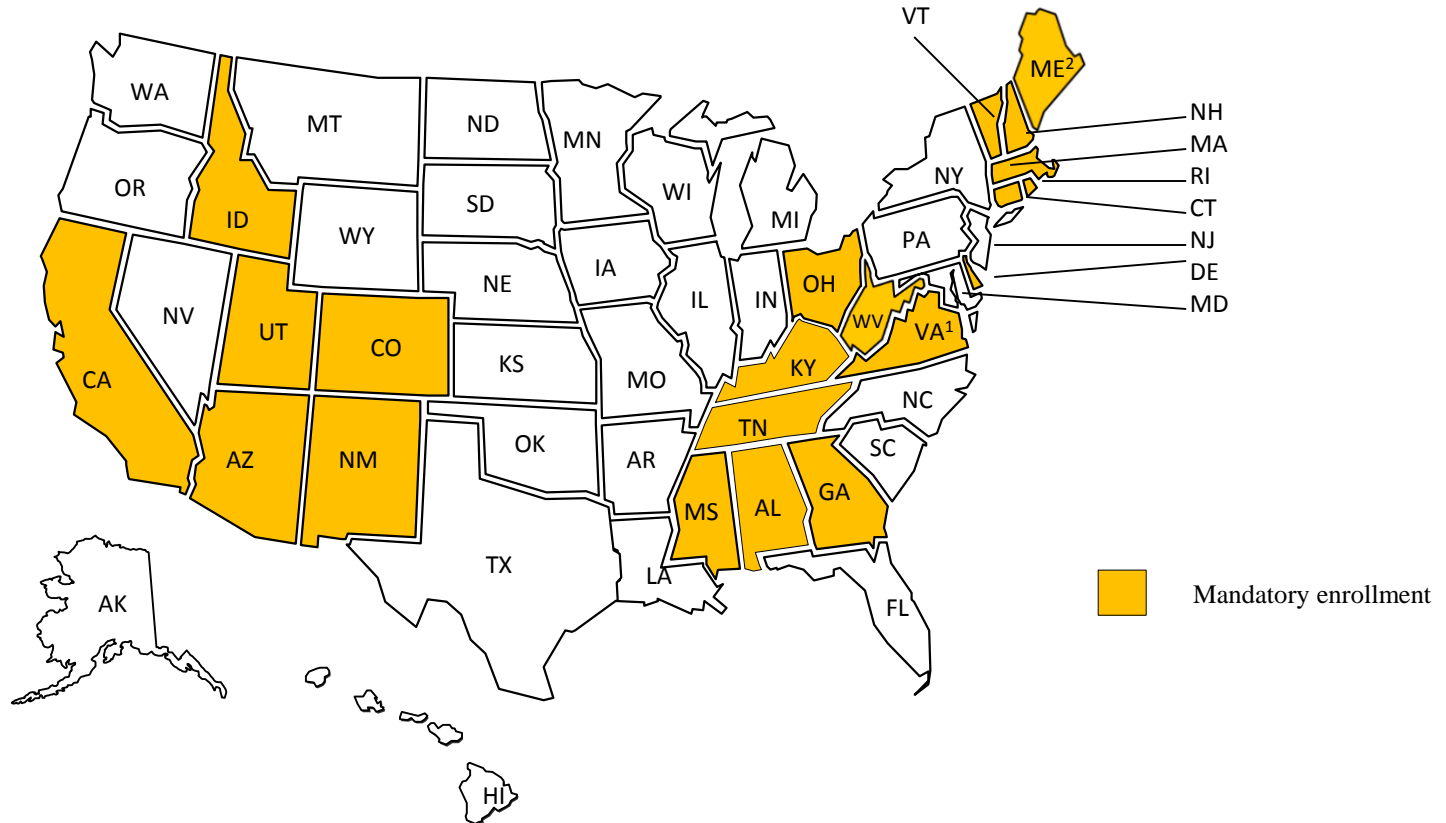 VT
ME²
WA
MT
ND
MN
NH
MA
OR
NY
RI
ID
SD
WI
MI
CT
WY
PA
NJ
IA
DE
NE
OH
IL
IN
MD
NV
UT
WV
VA¹
CO
KS
KY
CA
MO
NC
TN
OK
SC
AZ
NM
AR
GA
MS
AL
TX
LA
AK
FL
Mandatory enrollment
HI